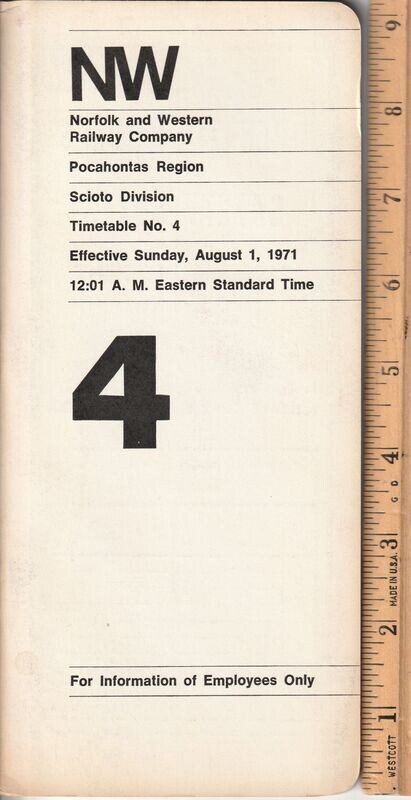 NW
Norfolk and Western
Railway Company
Pocahontas Region
Scioto Division
Timetable No. 4
Effective Sunday, August 1, 1971
12:01 A. M. Eastern Standard Time
4
For Information of Employees Only
9
8
7
6
5
4
G D
3
MADE IN U.S.A.
2
1
WESTCOTT